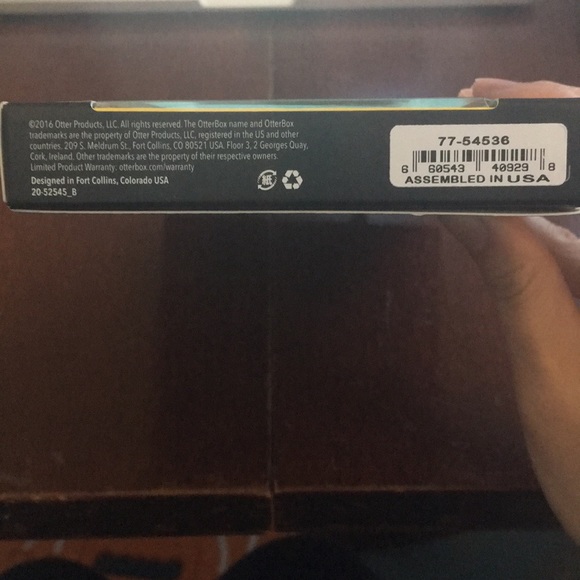 ©2016 Otter Products, LLC. All rights reserved. The OtterBox name and OtterBox
trademarks are the property of Otter Products, LLC, registered in the US and other
countries. 209 S. Meldrum St., Fort Collins, CO 80521 USA. Floor 3, 2 Georges Quay,
Cork, Ireland. Other trademarks are the property of their respective owners
Limited Product Warranty: otterbox.com/warranty
Designed in Fort Collins, Colorado USA
20-52545_B
77-54536
6 60543 40929 8
ASSEMBLED IN USA